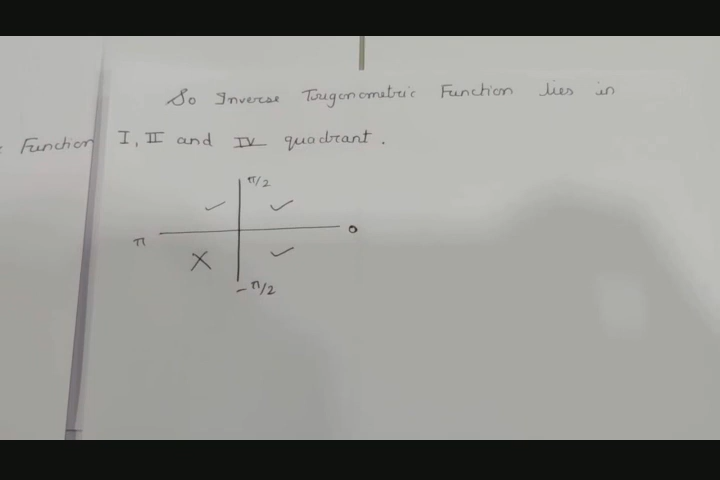 So Inverse Trigonometric Function lies in
Function I, II and IV quadrant.
π/2
π
0
-π/2